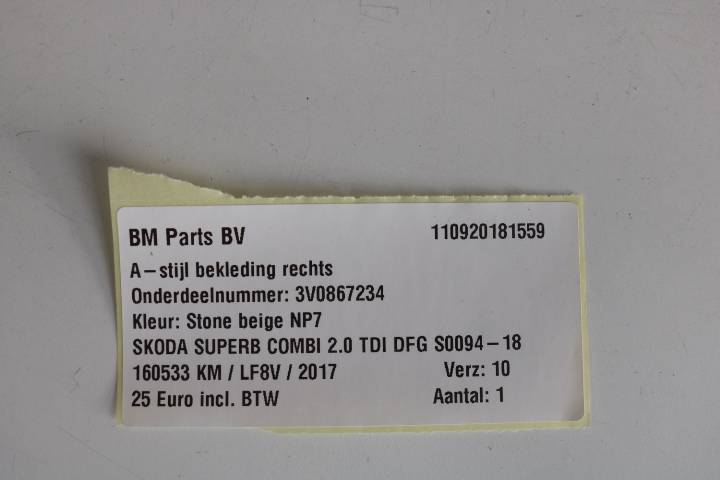 BM Parts BV 110920181559
A-stijl bekleding rechts
Onderdeelnummer: 3V0867234
Kleur: Stone beige NP7
SKODA SUPERB COMBI 2.0 TDI DFG S0094-18
160533 KM / LF8V / 2017 Verz: 10
25 Euro incl. BTW Aantal: 1